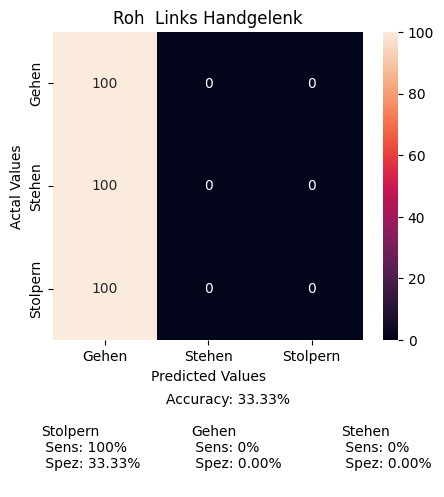 Roh  Links Handgelenk
Actal Values
Gehen
100
0
0
Stehen
100
0
0
Stolpern
100
0
0
Gehen
Stehen
Stolpern
Predicted Values
100
80
60
40
20
0
Accuracy: 33.33%
Stolpern
Sens: 100%
Spez: 33.33%
Gehen
Sens: 0%
Spez: 0.00%
Stehen
Sens: 0%
Spez: 0.00%